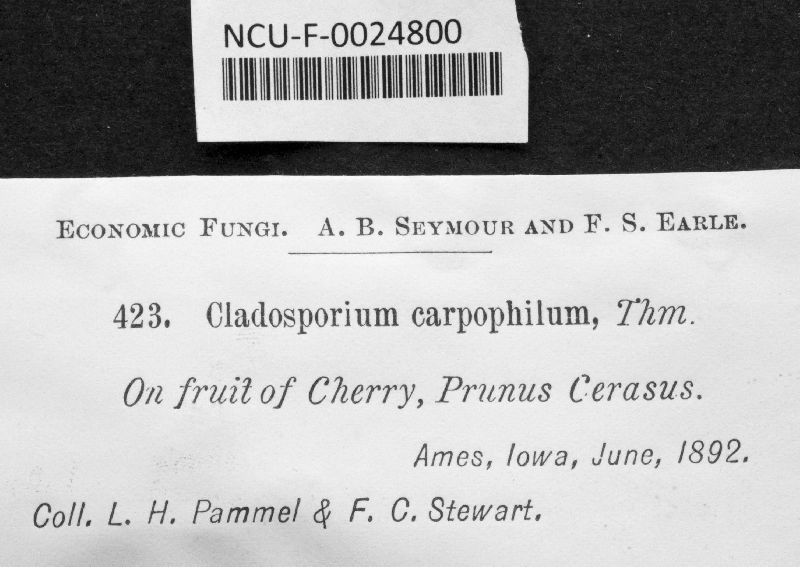 NCU-F-0024800
ECONOMIC FUNGI. A. B. SEYMOUR AND F. S. EARLE.
423. Cladosporium carpophilum, Thm.
On fruit of Cherry, Prunus Cerasus.
Ames, Iowa, June, 1892.
Coll. L. H. Pammel & F. C. Stewart.